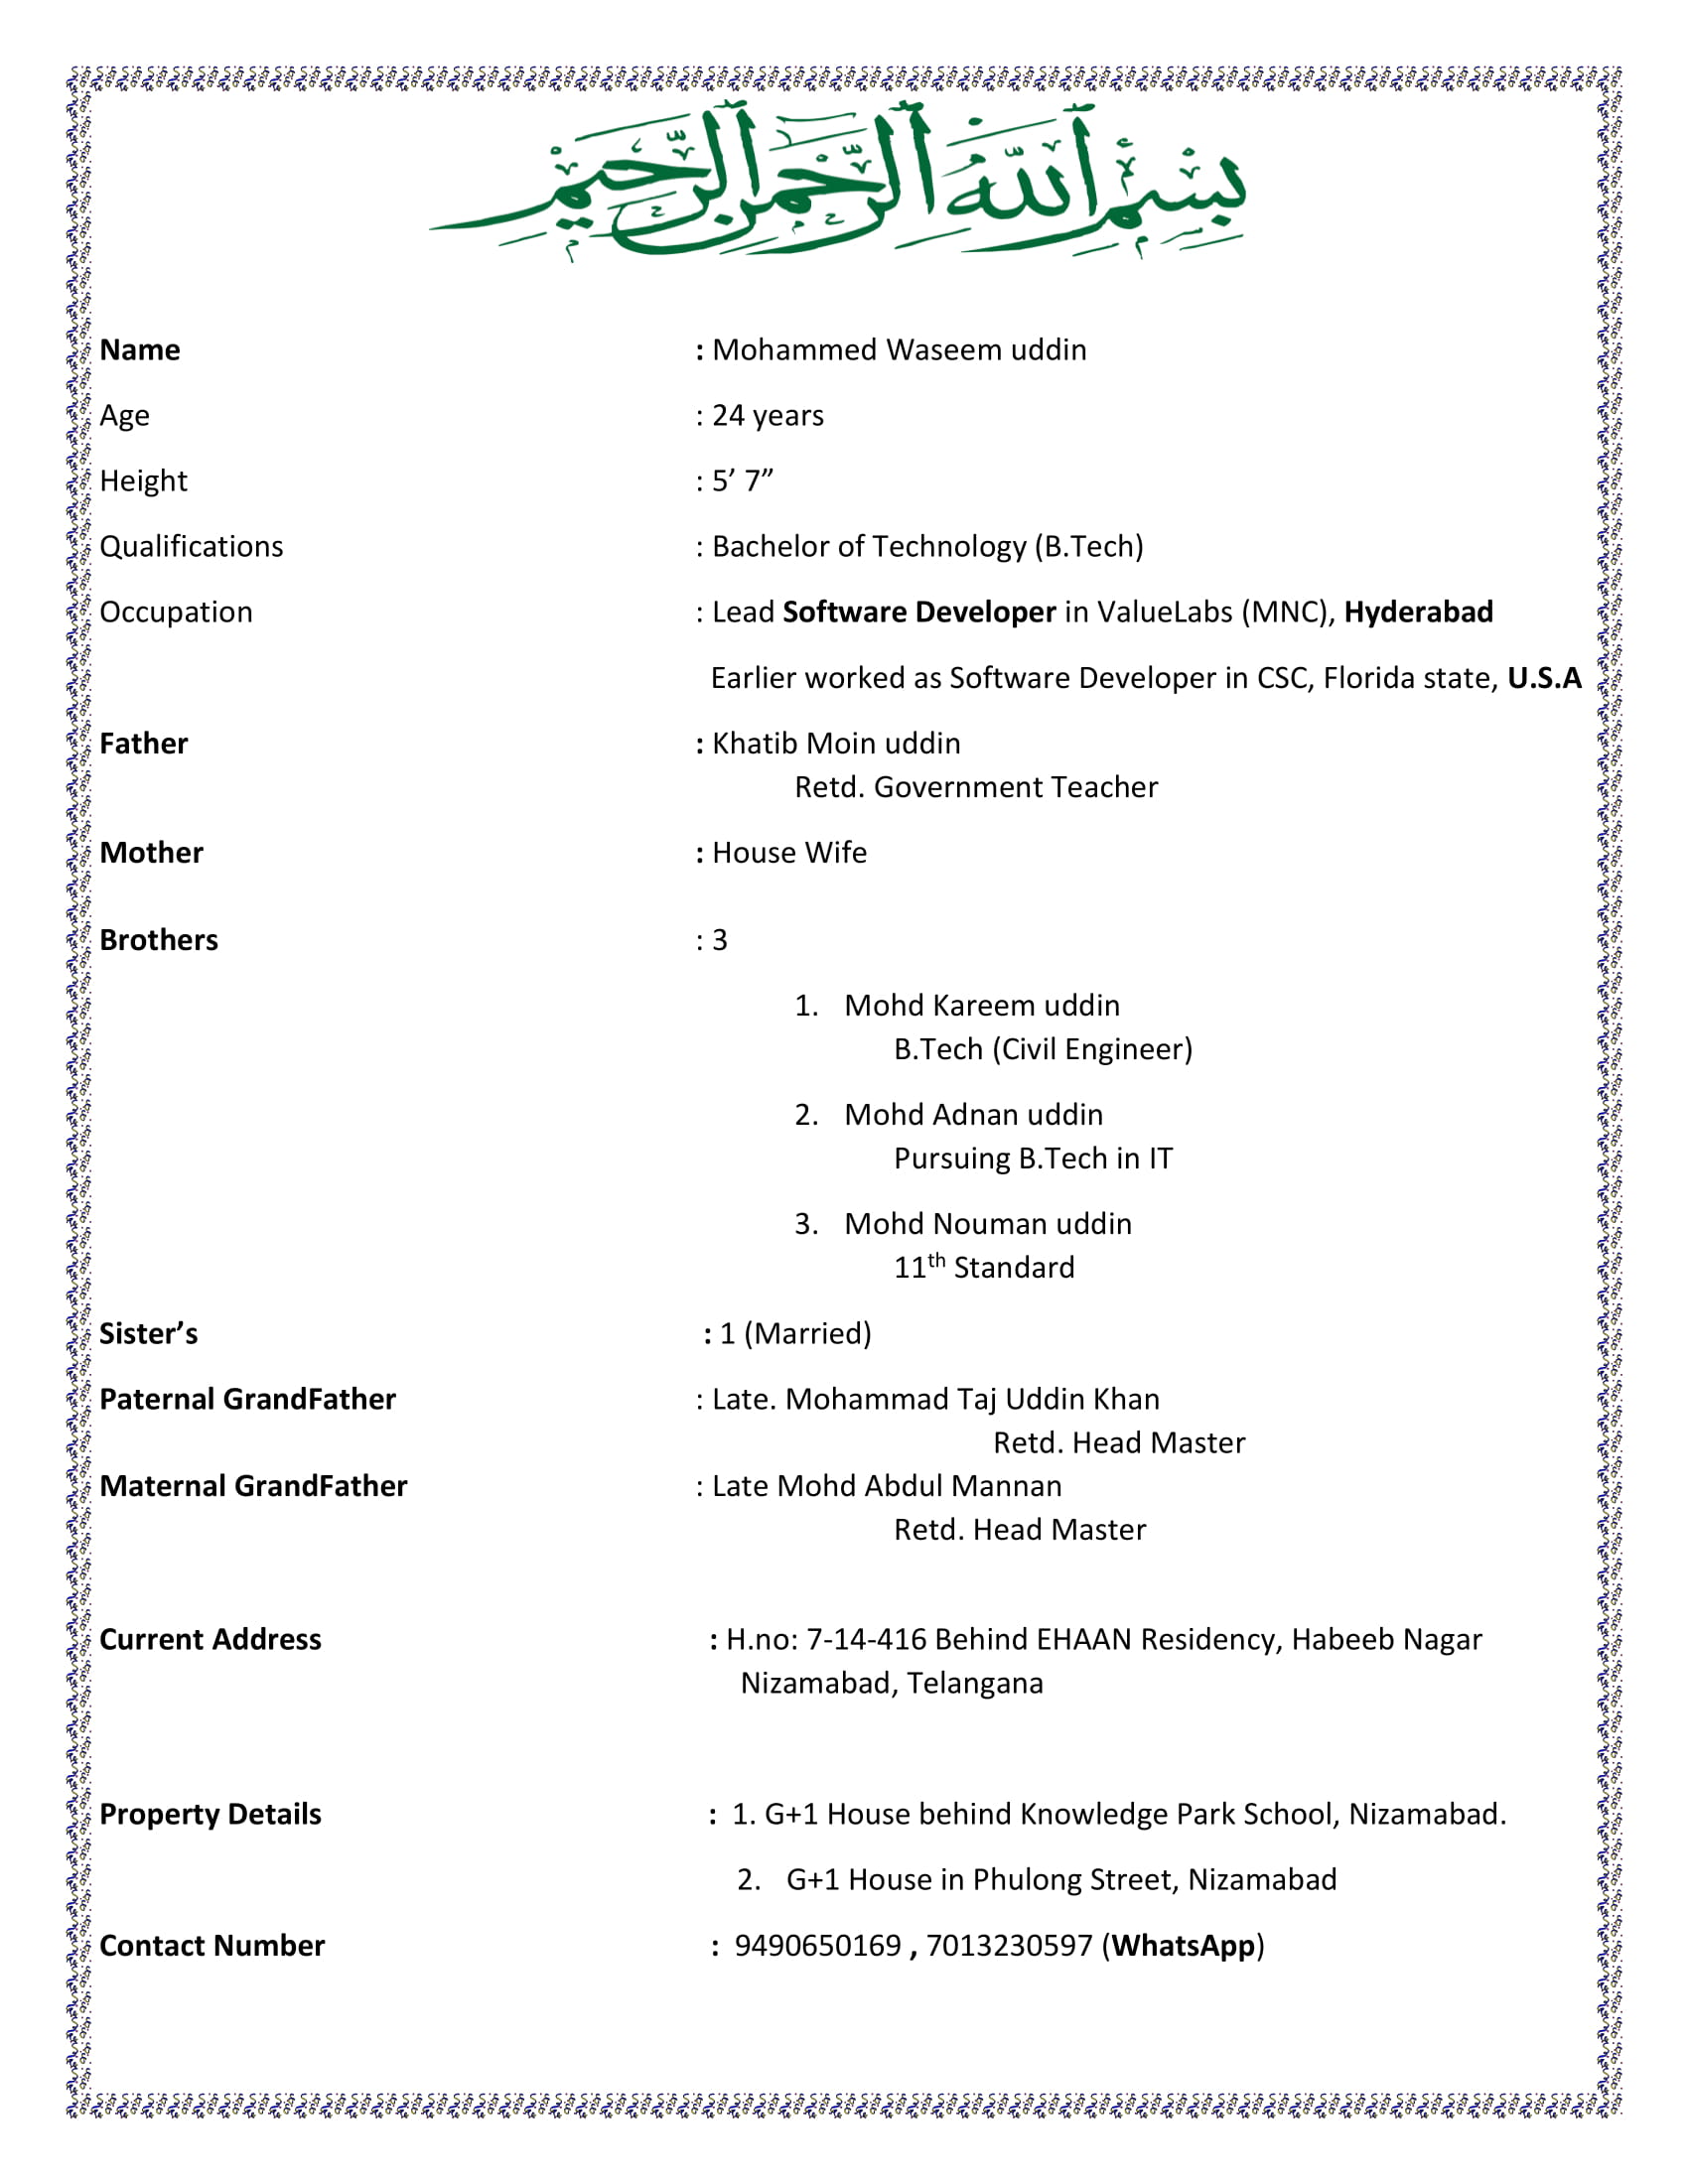 بِسْمِ ٱللَّٰهِ ٱلرَّحْمَٰنِ ٱلرَّحِيمِ
Name : Mohammed Waseem uddin
Age : 24 years
Height : 5’ 7”
Qualifications : Bachelor of Technology (B.Tech)
Occupation : Lead Software Developer in ValueLabs (MNC), Hyderabad
Earlier worked as Software Developer in CSC, Florida state, U.S.A
Father : Khatib Moin uddin
Retd. Government Teacher
Mother : House Wife
Brothers : 3
1. Mohd Kareem uddin
B.Tech (Civil Engineer)
2. Mohd Adnan uddin
Pursuing B.Tech in IT
3. Mohd Nouman uddin
11th Standard
Sister’s : 1 (Married)
Paternal GrandFather : Late. Mohammad Taj Uddin Khan
Retd. Head Master
Maternal GrandFather : Late Mohd Abdul Mannan
Retd. Head Master
Current Address : H.no: 7-14-416 Behind EHAAN Residency, Habeeb Nagar
Nizamabad, Telangana
Property Details : 1. G+1 House behind Knowledge Park School, Nizamabad.
2. G+1 House in Phulong Street, Nizamabad
Contact Number : 9490650169 , 7013230597 (WhatsApp)